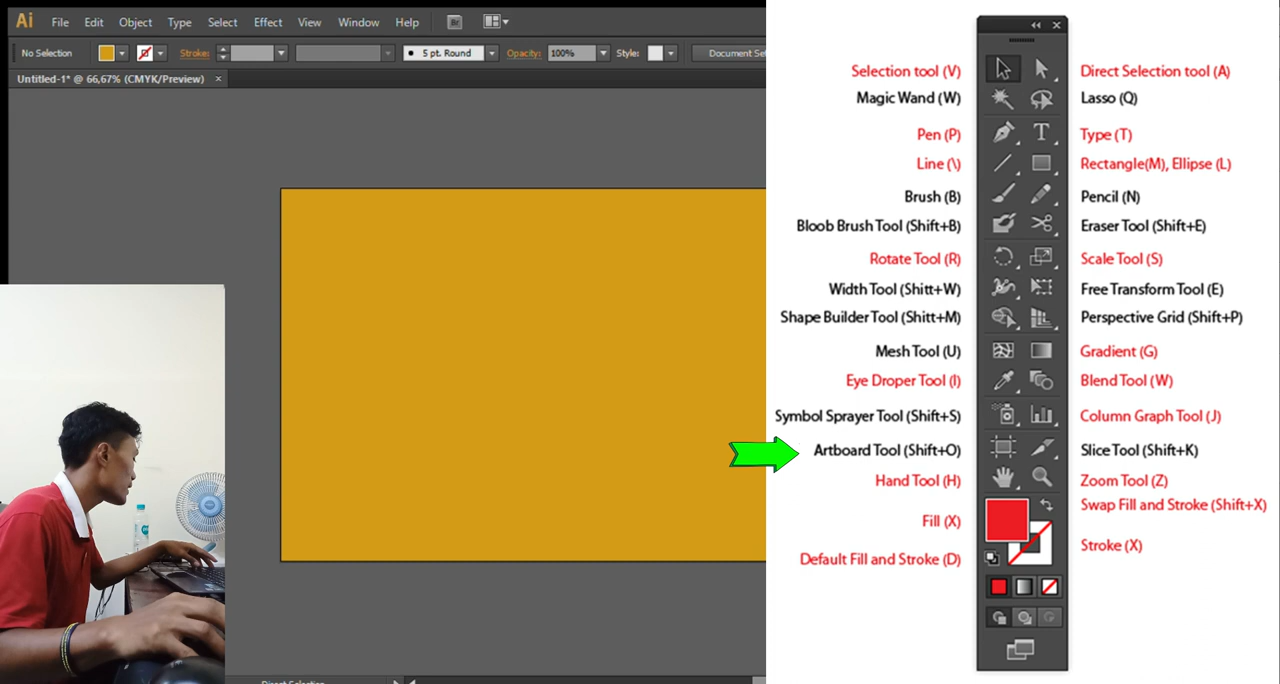 Ai File Edit Object Type Select Effect View Window Help Br
No Selection Stroke: 5 pt. Round Opacity: 100% Style: Document Set
Untitled-1* @ 66,67% (CMYK/Preview) ×
Selection tool (V) Direct Selection tool (A)
Magic Wand (W) Lasso (Q)
Pen (P) Type (T)
Line (\) Rectangle(M), Ellipse (L)
Brush (B) Pencil (N)
Bloob Brush Tool (Shift+B) Eraser Tool (Shift+E)
Rotate Tool (R) Scale Tool (S)
Width Tool (Shitt+W) Free Transform Tool (E)
Shape Builder Tool (Shitt+M) Perspective Grid (Shift+P)
Mesh Tool (U) Gradient (G)
Eye Droper Tool (I) Blend Tool (W)
Symbol Sprayer Tool (Shift+S) Column Graph Tool (J)
Artboard Tool (Shift+O) Slice Tool (Shift+K)
Hand Tool (H) Zoom Tool (Z)
Swap Fill and Stroke (Shift+X)
Fill (X)
Stroke (X)
Default Fill and Stroke (D)
Direct Selection